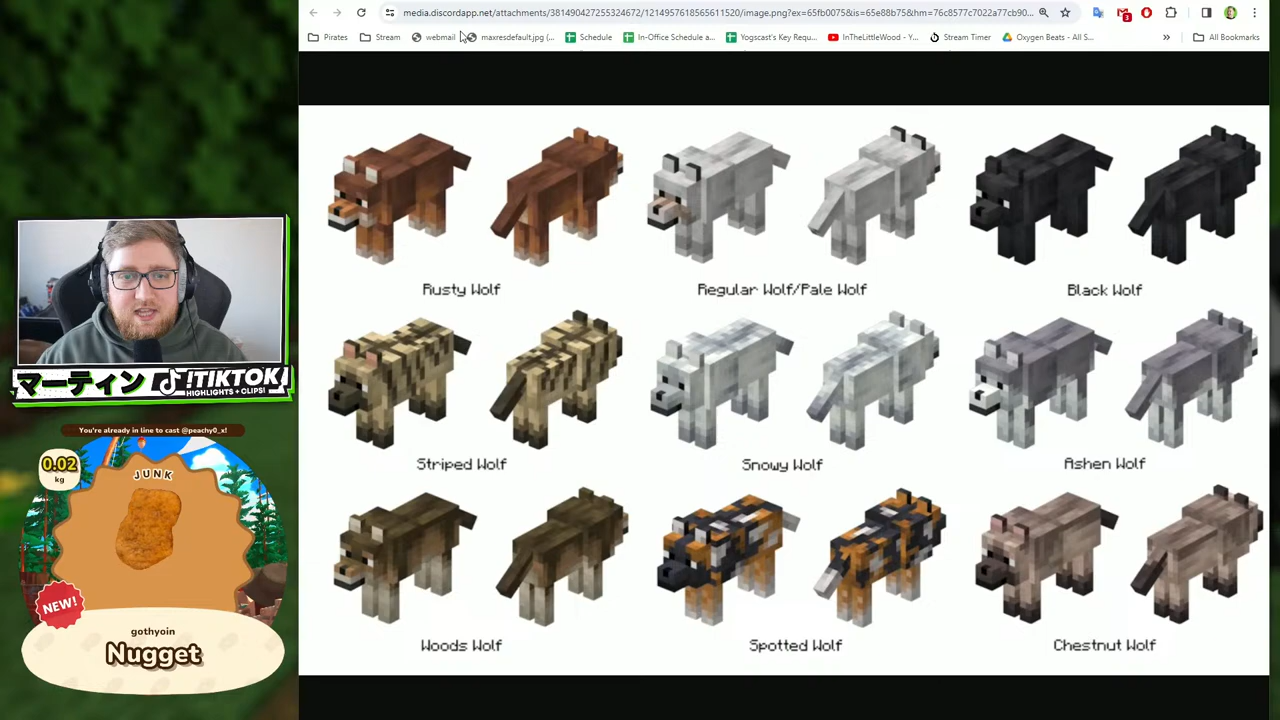 media.discordapp.net/attachments/381490427255324672/1214957618565611520/image.png?ex=65fb0075&is=65e88b75&hm=76c8577c7022a77cb90...
3
Pirates
Stream
webmail
maxresdefault.jpg (...
Schedule
In-Office Schedule a...
Yogscast's Key Requ...
InTheLittleWood - Y...
Stream Timer
Oxygen Beats - All S...
»
All Bookmarks
Rusty Wolf
Regular Wolf/Pale Wolf
Black Wolf
Striped Wolf
Snowy Wolf
Ashen Wolf
Woods Wolf
Spotted Wolf
Chestnut Wolf
マーティン
!TIKTOK
HIGHLIGHTS + CLIPS!
You're already in line to cast @peachy0_x!
0.02
kg
JUNK
NEW!
gothyoin
Nugget